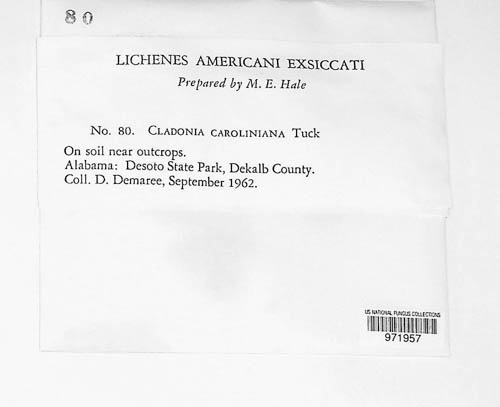 80
LICHENES AMERICANI EXSICCATI
Prepared by M. E. Hale
No. 80. CLADONIA CAROLINIANA Tuck
On soil near outcrops.
Alabama: Desoto State Park, Dekalb County.
Coll. D. Demaree, September 1962.
US NATIONAL FUNGUS COLLECTIONS
971957